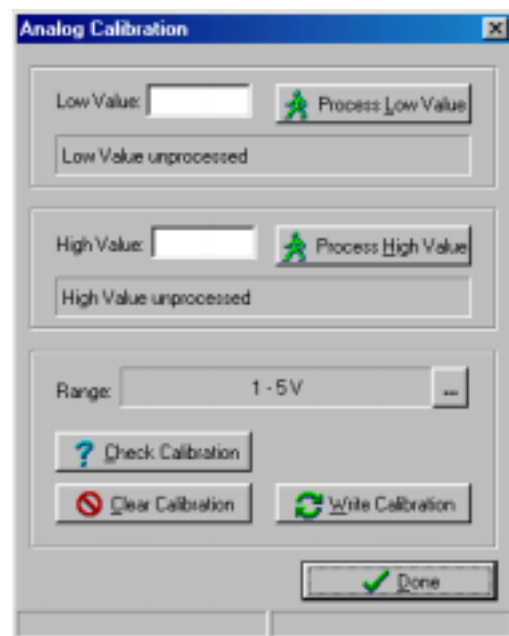 Analog Calibration
Low Value: Process Low Value
Low Value unprocessed
High Value: Process High Value
High Value unprocessed
Range: 1 - 5 V ...
Check Calibration
Clear Calibration Write Calibration
Done